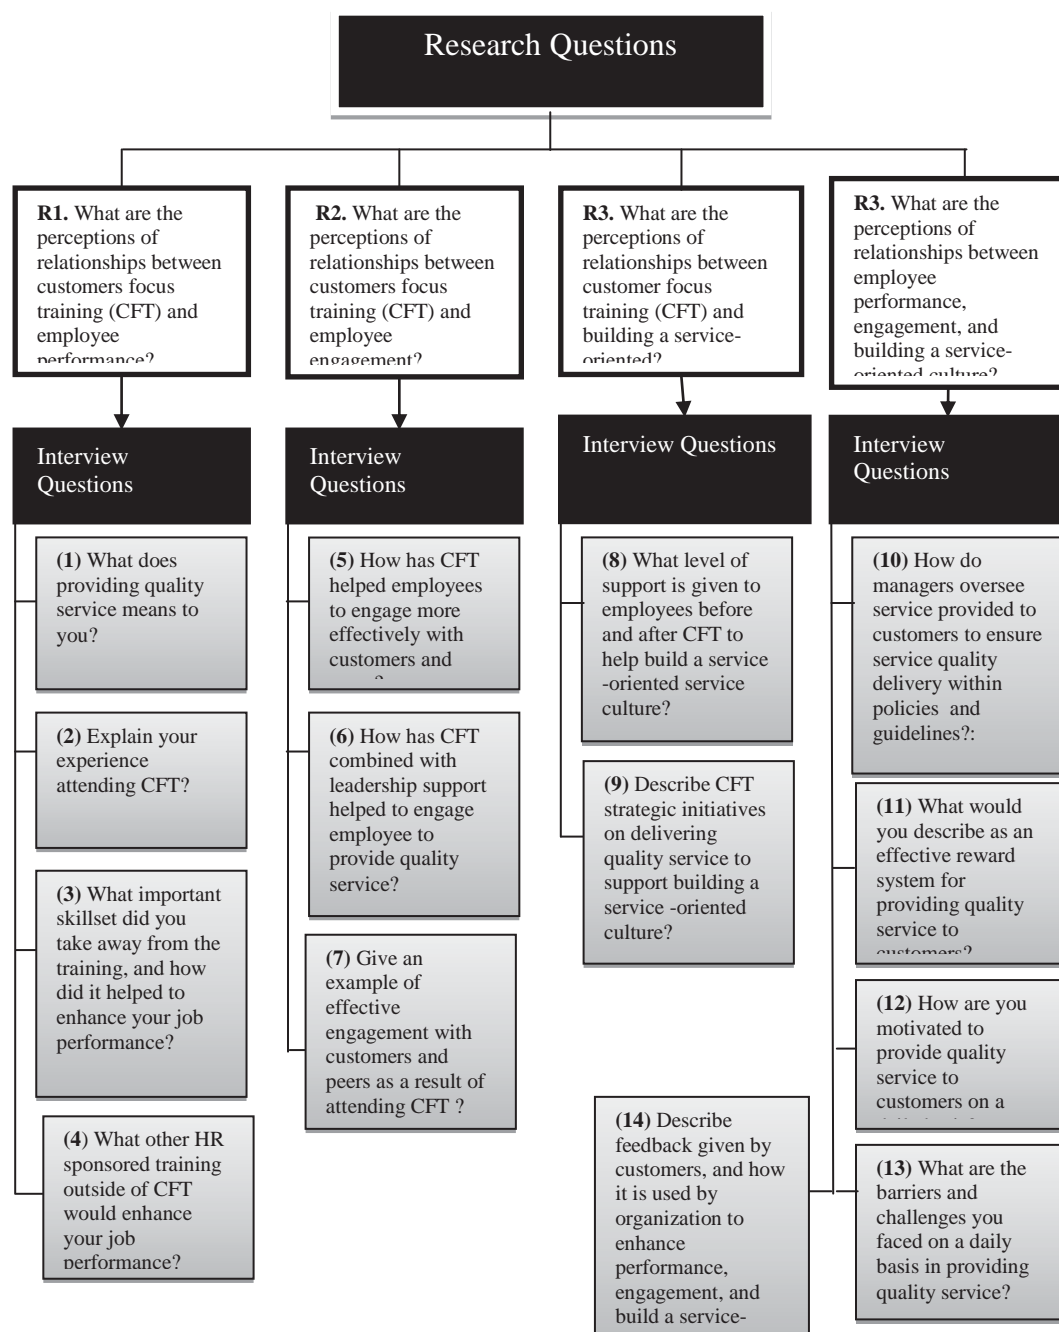 Research Questions
R1. What are the
perceptions of
relationships between
customers focus
training (CFT) and
employee
performance?
R2. What are the
perceptions of
relationships between
customers focus
training (CFT) and
employee
engagement?
R3. What are the
perceptions of
relationships between
customer focus
training (CFT) and
building a service-
oriented?
R3. What are the
perceptions of
relationships between
employee
performance,
engagement, and
building a service-
oriented culture?
Interview
Questions
(1) What does
providing quality
service means to
you?
(2) Explain your
experience
attending CFT?
(3) What important
skillset did you
take away from the
training, and how
did it helped to
enhance your job
performance?
(4) What other HR
sponsored training
outside of CFT
would enhance
your job
performance?
Interview
Questions
(5) How has CFT
helped employees
to engage more
effectively with
customers and
(6) How has CFT
combined with
leadership support
helped to engage
employee to
provide quality
service?
(7) Give an
example of
effective
engagement with
customers and
peers as a result of
attending CFT ?
Interview Questions
(8) What level of
support is given to
employees before
and after CFT to
help build a service
-oriented service
culture?
(9) Describe CFT
strategic initiatives
on delivering
quality service to
support building a
service -oriented
culture?
Interview
Questions
(10) How do
managers oversee
service provided to
customers to ensure
service quality
delivery within
policies and
guidelines?:
(11) What would
you describe as an
effective reward
system for
providing quality
service to
customers?
(12) How are you
motivated to
provide quality
service to
customers on a
(13) What are the
barriers and
challenges you
faced on a daily
basis in providing
quality service?
(14) Describe
feedback given by
customers, and how
it is used by
organization to
enhance
performance,
engagement, and
build a service-